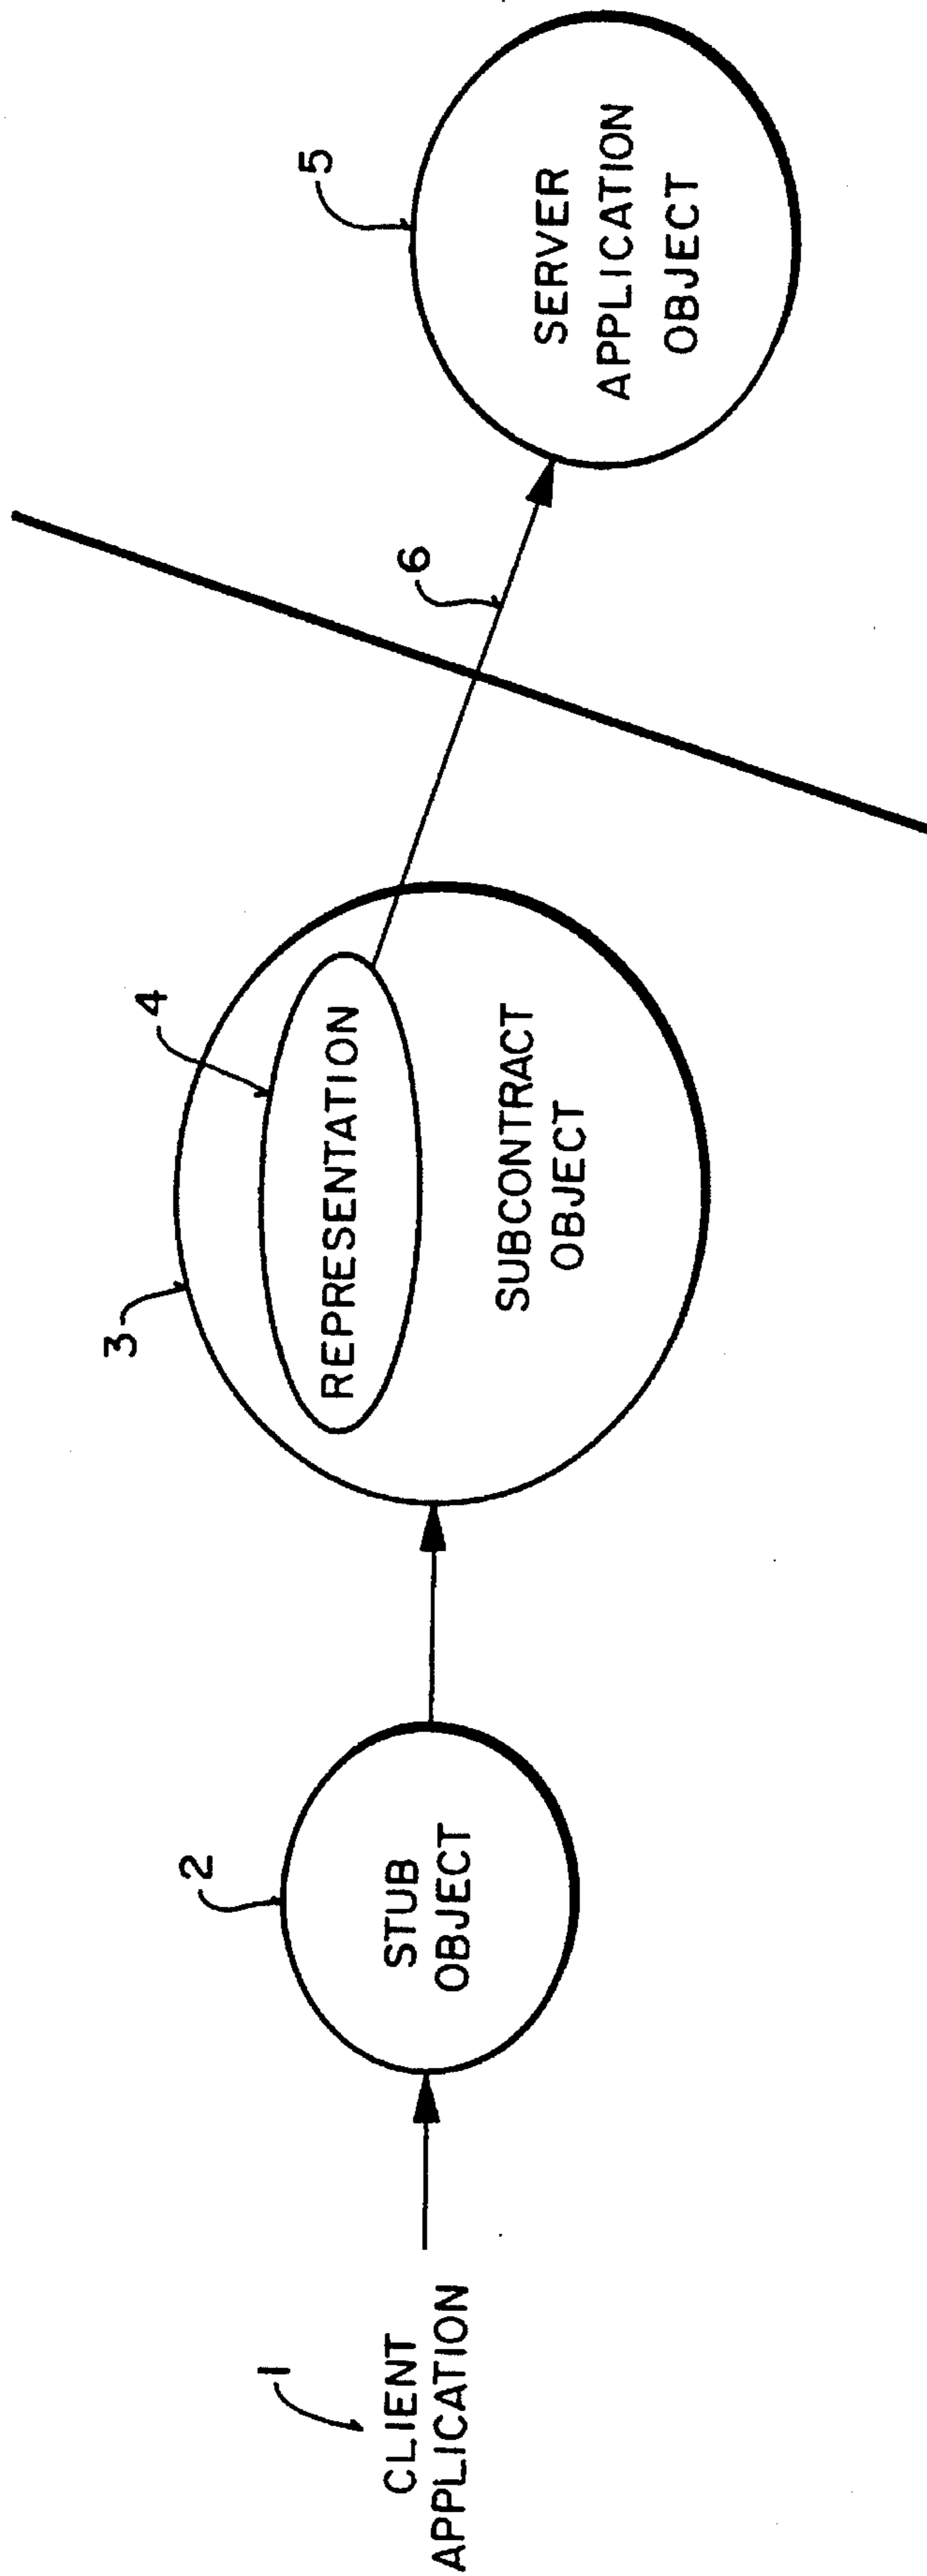 1
CLIENT
APPLICATION
2
STUB
OBJECT
3
4
REPRESENTATION
SUBCONTRACT
OBJECT
6
5
SERVER
APPLICATION
OBJECT